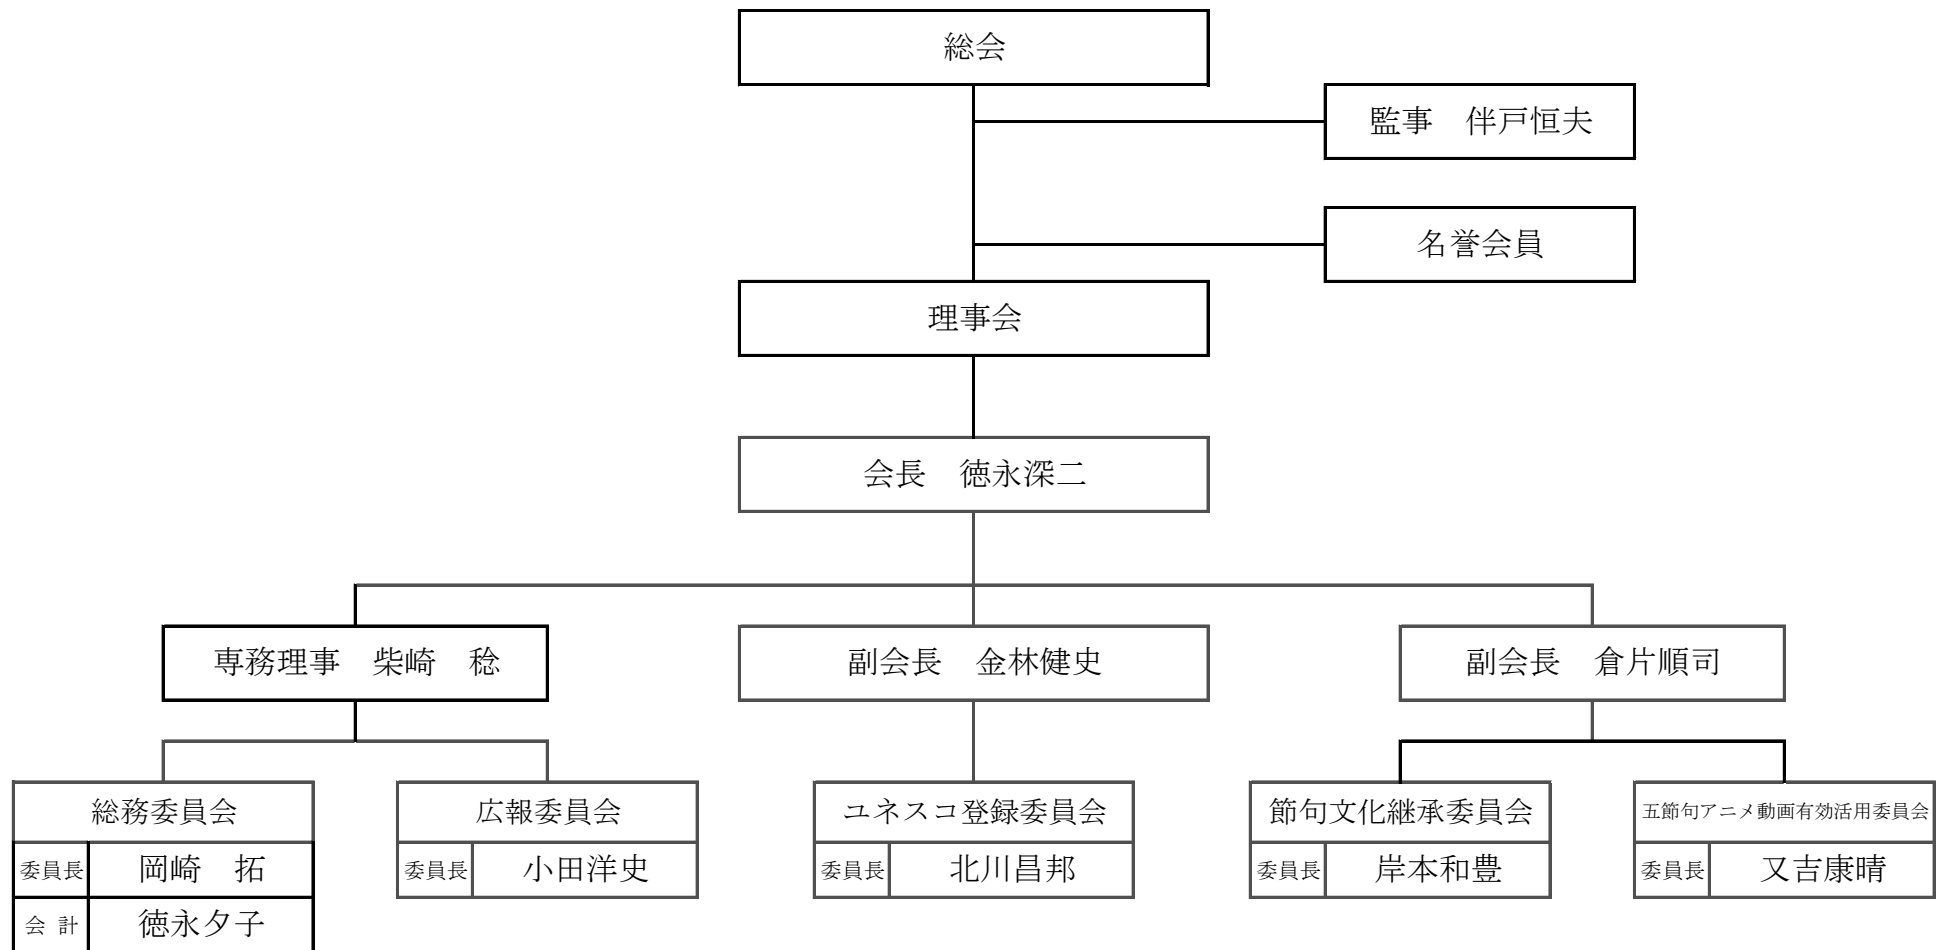 総会
監事　伴戸恒夫
名誉会員
理事会
会長　徳永深二
専務理事　柴崎　稔
副会長　金林健史
副会長　倉片順司
総務委員会
委員長　岡崎　拓
会 計　徳永夕子
広報委員会
委員長　小田洋史
ユネスコ登録委員会
委員長　北川昌邦
節句文化継承委員会
委員長　岸本和豊
五節句アニメ動画有効活用委員会
委員長　又吉康晴